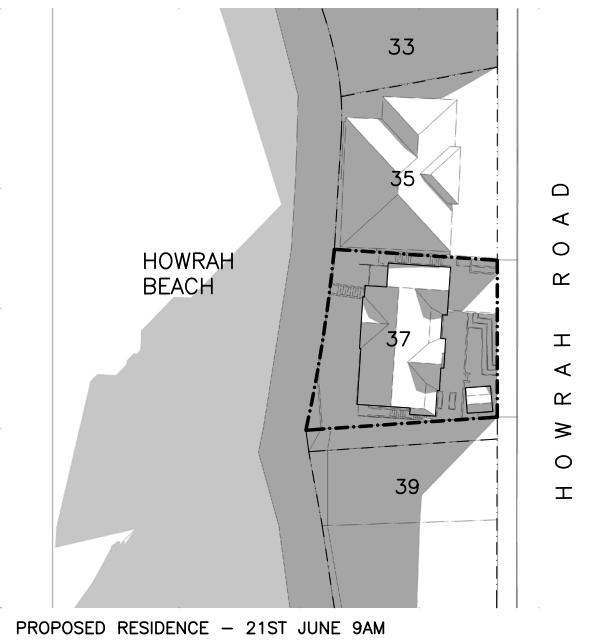 33
35
HOWRAH
BEACH
37
39
HOWRAH ROAD
PROPOSED RESIDENCE – 21ST JUNE 9AM